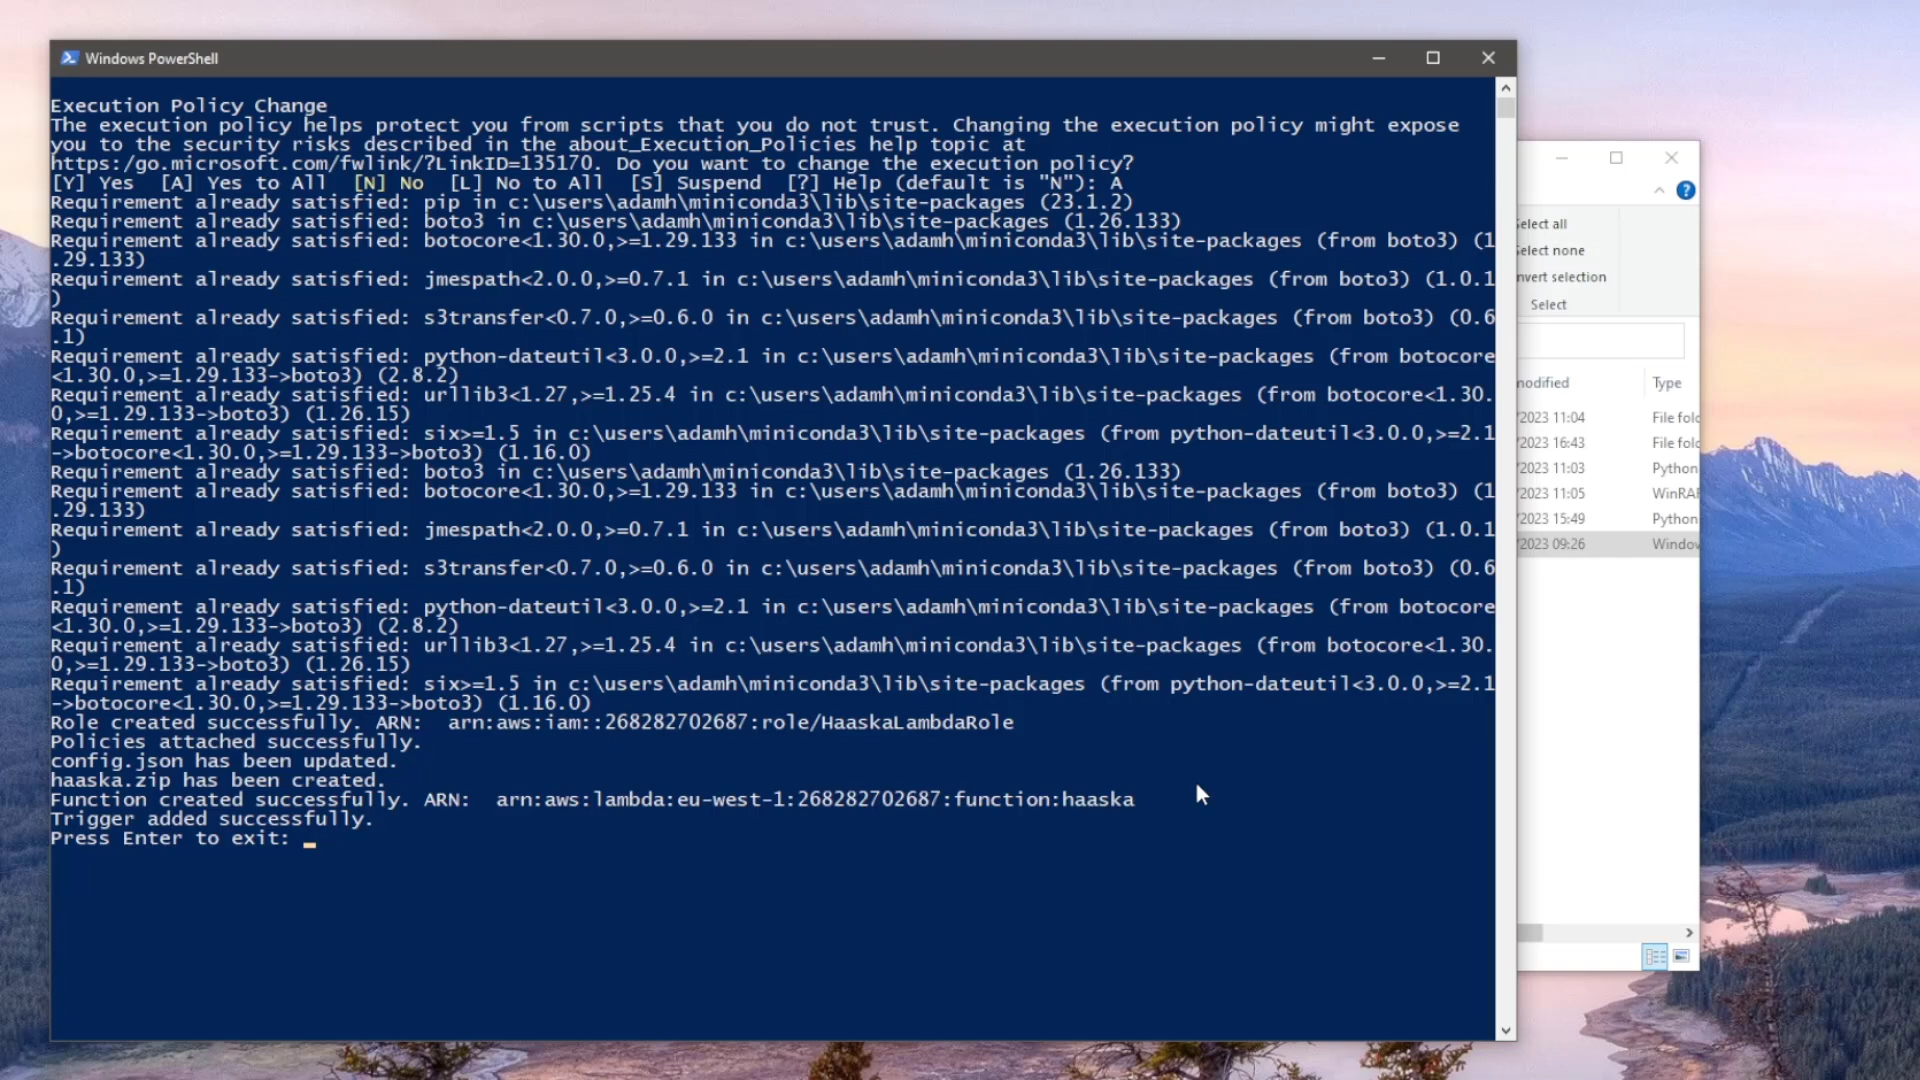 Windows PowerShell
Execution Policy Change
The execution policy helps protect you from scripts that you do not trust. Changing the execution policy might expose
you to the security risks described in the about_Execution_Policies help topic at
https:/go.microsoft.com/fwlink/?LinkID=135170. Do you want to change the execution policy?
[Y] Yes  [A] Yes to All  [N] No  [L] No to All  [S] Suspend  [?] Help (default is "N"): A
Requirement already satisfied: pip in c:\users\adamh\miniconda3\lib\site-packages (23.1.2)
Requirement already satisfied: boto3 in c:\users\adamh\miniconda3\lib\site-packages (1.26.133)
Requirement already satisfied: botocore<1.30.0,>=1.29.133 in c:\users\adamh\miniconda3\lib\site-packages (from boto3) (1
.29.133)
Requirement already satisfied: jmespath<2.0.0,>=0.7.1 in c:\users\adamh\miniconda3\lib\site-packages (from boto3) (1.0.1
)
Requirement already satisfied: s3transfer<0.7.0,>=0.6.0 in c:\users\adamh\miniconda3\lib\site-packages (from boto3) (0.6
.1)
Requirement already satisfied: python-dateutil<3.0.0,>=2.1 in c:\users\adamh\miniconda3\lib\site-packages (from botocore
<1.30.0,>=1.29.133->boto3) (2.8.2)
Requirement already satisfied: urllib3<1.27,>=1.25.4 in c:\users\adamh\miniconda3\lib\site-packages (from botocore<1.30.
0,>=1.29.133->boto3) (1.26.15)
Requirement already satisfied: six>=1.5 in c:\users\adamh\miniconda3\lib\site-packages (from python-dateutil<3.0.0,>=2.1
->botocore<1.30.0,>=1.29.133->boto3) (1.16.0)
Requirement already satisfied: boto3 in c:\users\adamh\miniconda3\lib\site-packages (1.26.133)
Requirement already satisfied: botocore<1.30.0,>=1.29.133 in c:\users\adamh\miniconda3\lib\site-packages (from boto3) (1
.29.133)
Requirement already satisfied: jmespath<2.0.0,>=0.7.1 in c:\users\adamh\miniconda3\lib\site-packages (from boto3) (1.0.1
)
Requirement already satisfied: s3transfer<0.7.0,>=0.6.0 in c:\users\adamh\miniconda3\lib\site-packages (from boto3) (0.6
.1)
Requirement already satisfied: python-dateutil<3.0.0,>=2.1 in c:\users\adamh\miniconda3\lib\site-packages (from botocore
<1.30.0,>=1.29.133->boto3) (2.8.2)
Requirement already satisfied: urllib3<1.27,>=1.25.4 in c:\users\adamh\miniconda3\lib\site-packages (from botocore<1.30.
0,>=1.29.133->boto3) (1.26.15)
Requirement already satisfied: six>=1.5 in c:\users\adamh\miniconda3\lib\site-packages (from python-dateutil<3.0.0,>=2.1
->botocore<1.30.0,>=1.29.133->boto3) (1.16.0)
Role created successfully. ARN:  arn:aws:iam::268282702687:role/HaaskaLambdaRole
Policies attached successfully.
config.json has been updated.
haaska.zip has been created.
Function created successfully. ARN:  arn:aws:lambda:eu-west-1:268282702687:function:haaska
Trigger added successfully.
Press Enter to exit:
Select all
Select none
nvert selection
Select
modified Type
/2023 11:04 File fold
/2023 16:43 File fold
/2023 11:03 Python
/2023 11:05 WinRAR
/2023 15:49 Python
/2023 09:26 Window